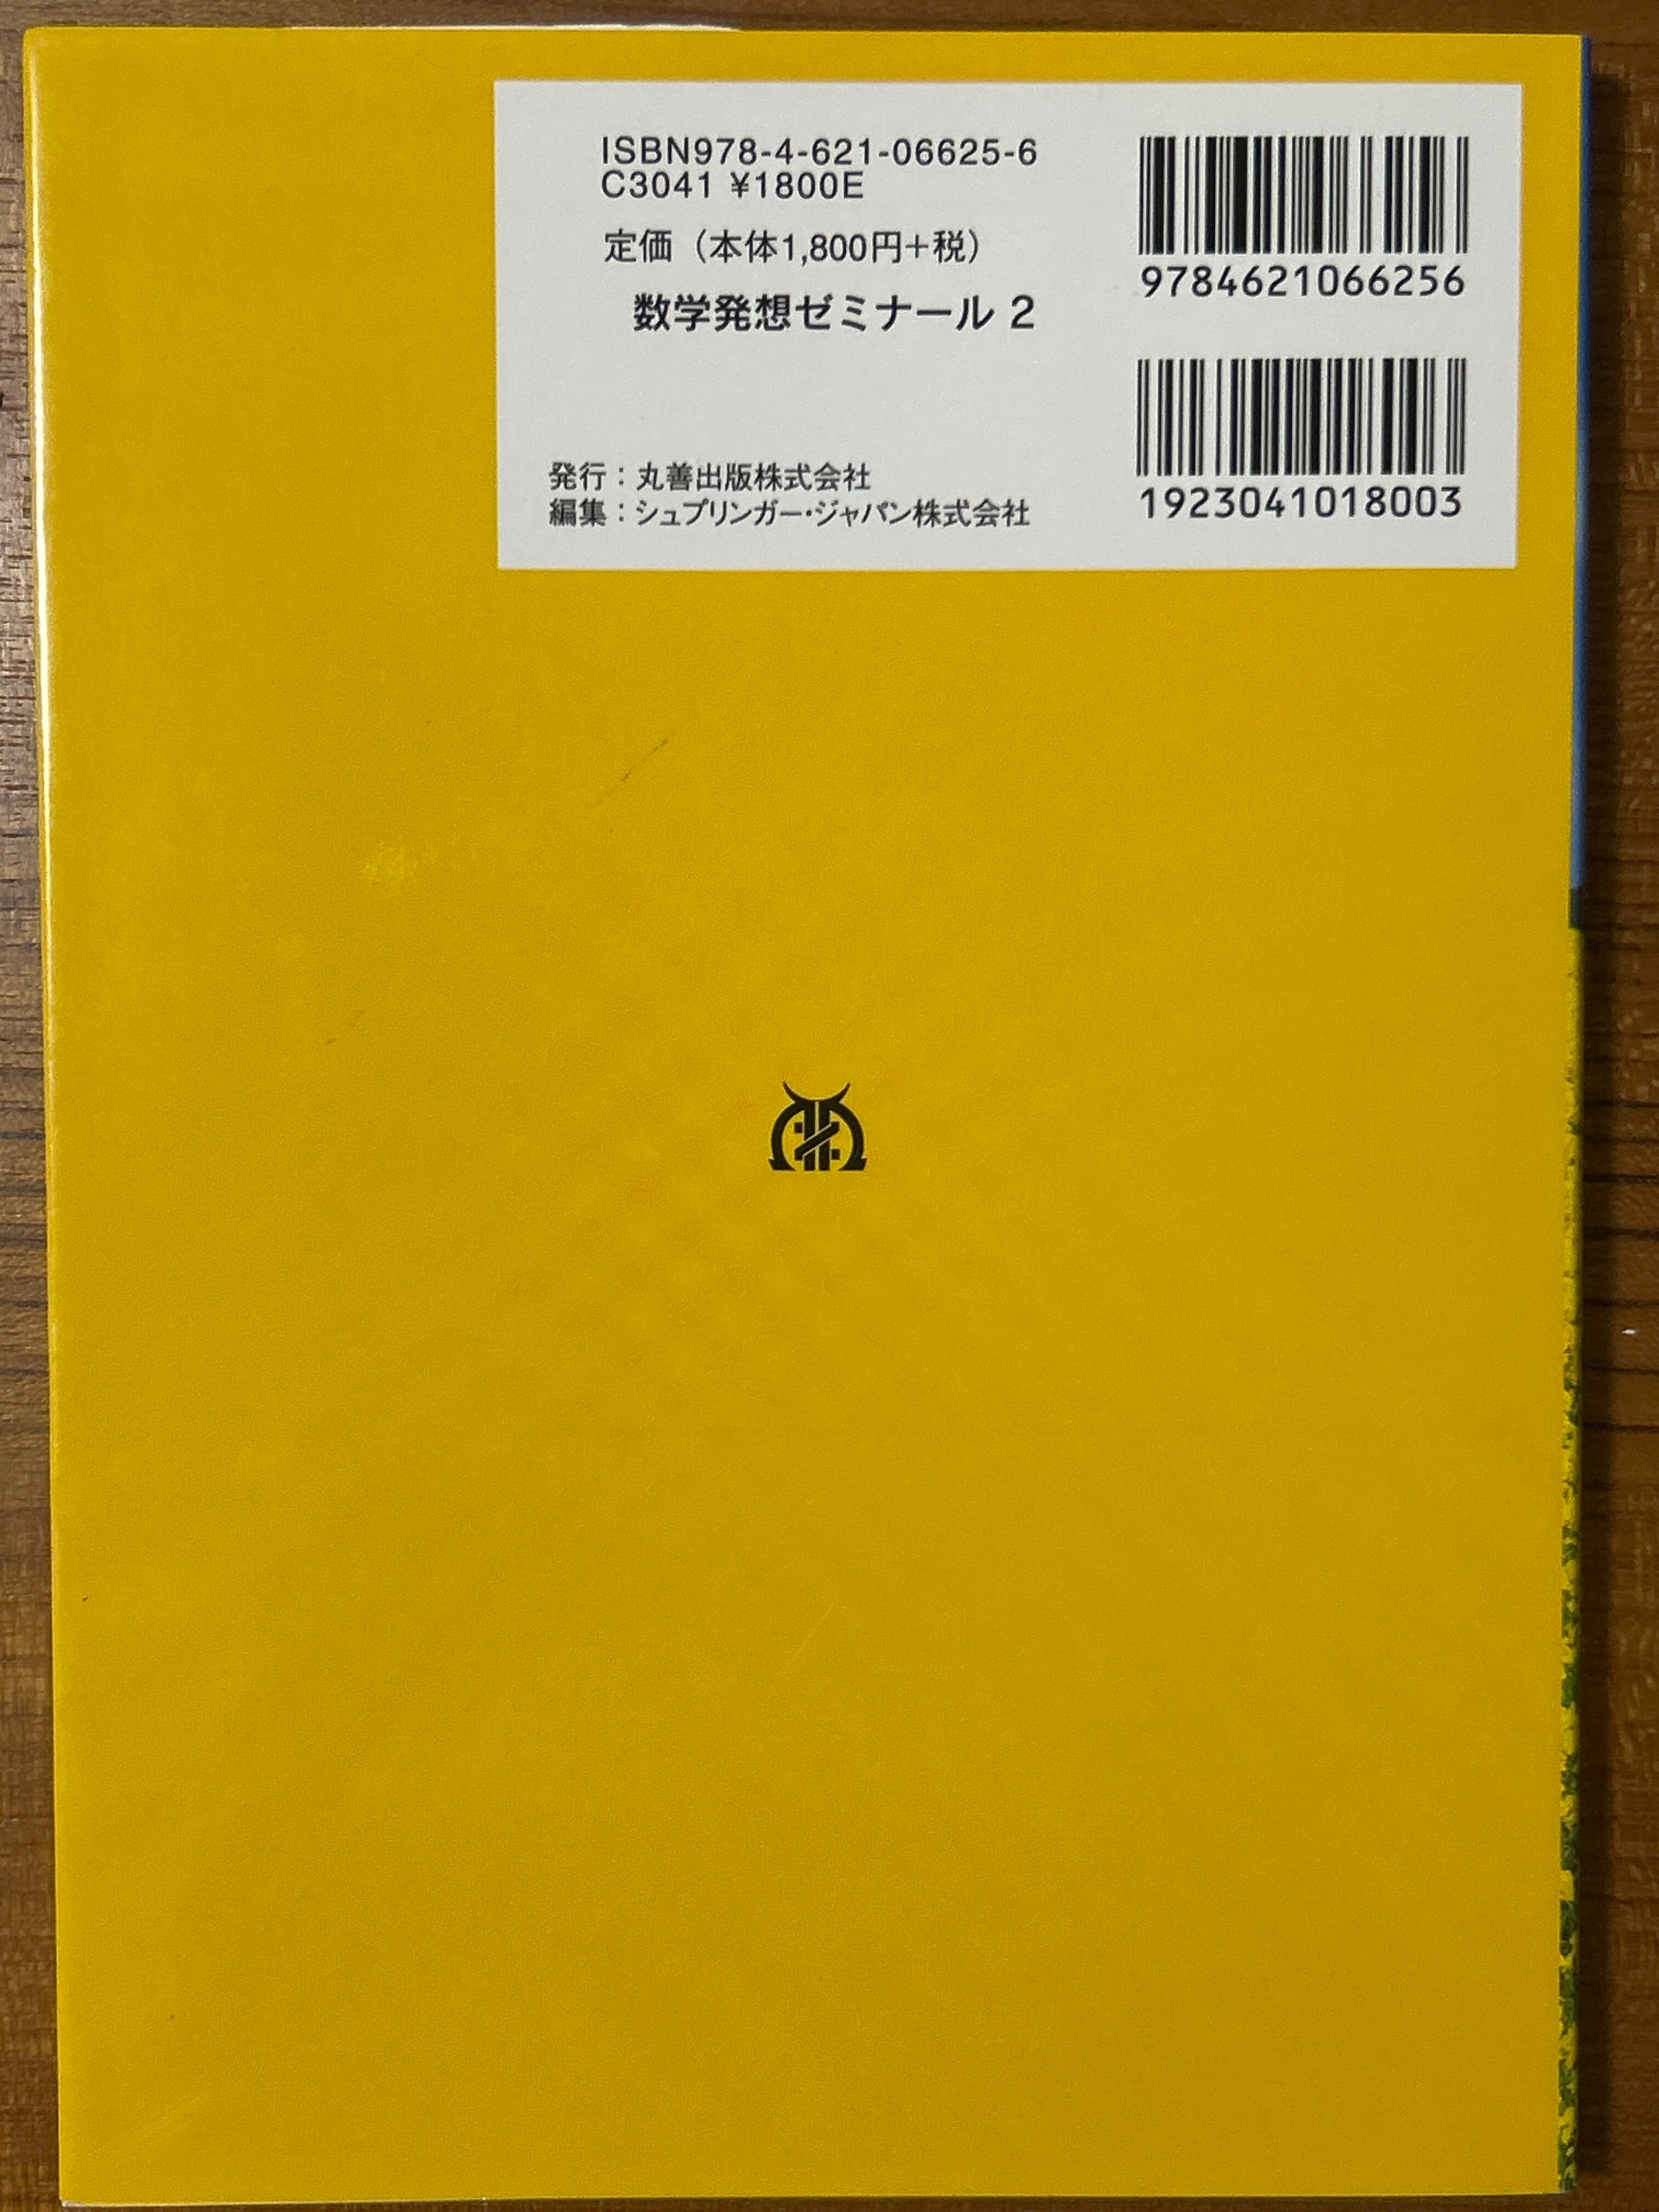 ISBN978-4-621-06625-6
C3041 ¥1800E
定価（本体1,800円+税）
数学発想ゼミナール 2
発行：丸善出版株式会社
編集：シュプリンガー・ジャパン株式会社
9784621066256
1923041018003